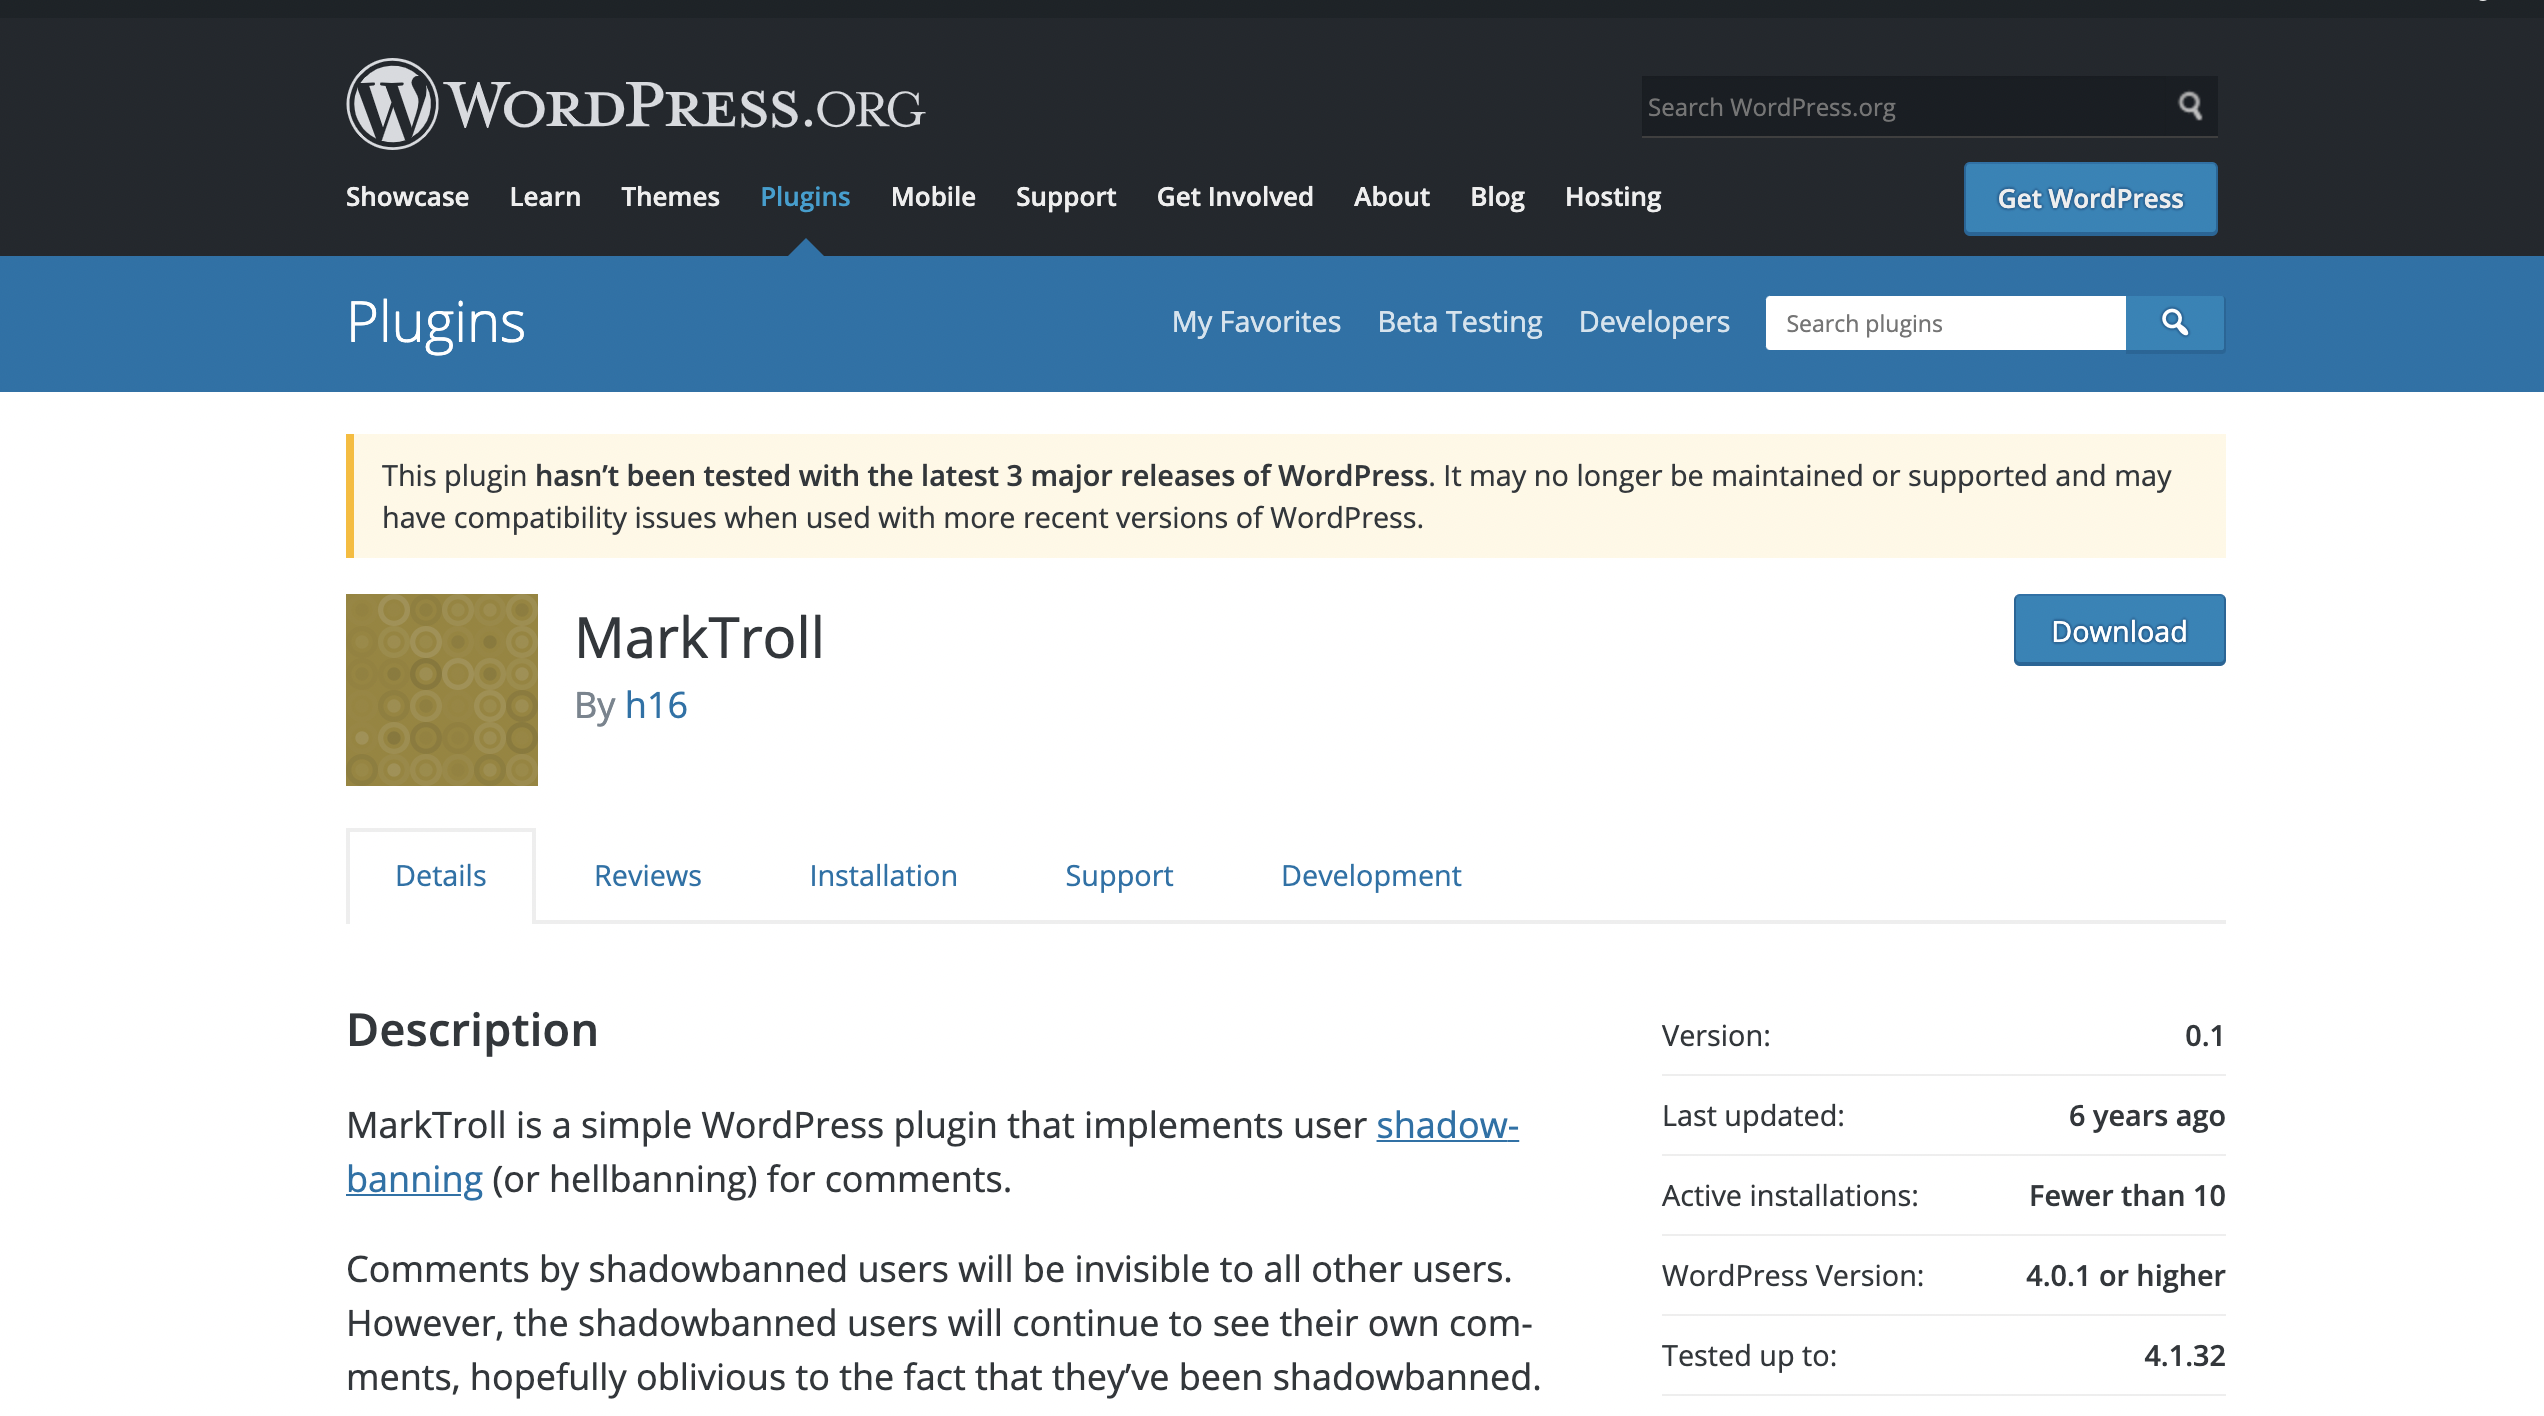 WORDPRESS.ORG
Search WordPress.org
Showcase Learn Themes Plugins Mobile Support Get Involved About Blog Hosting
Get WordPress
Plugins
My Favorites Beta Testing Developers
Search plugins
This plugin hasn’t been tested with the latest 3 major releases of WordPress. It may no longer be maintained or supported and may
have compatibility issues when used with more recent versions of WordPress.
MarkTroll
By h16
Download
Details Reviews Installation Support Development
Description
MarkTroll is a simple WordPress plugin that implements user shadow-
banning (or hellbanning) for comments.
Comments by shadowbanned users will be invisible to all other users.
However, the shadowbanned users will continue to see their own com-
ments, hopefully oblivious to the fact that they’ve been shadowbanned.
Version: 0.1
Last updated: 6 years ago
Active installations: Fewer than 10
WordPress Version: 4.0.1 or higher
Tested up to: 4.1.32